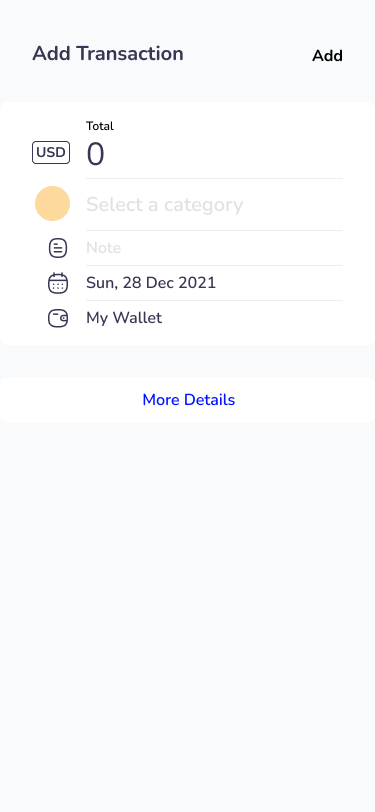 Add Transaction
Add
Total
USD
0
Select a category
Note
Sun, 28 Dec 2021
My Wallet
More Details